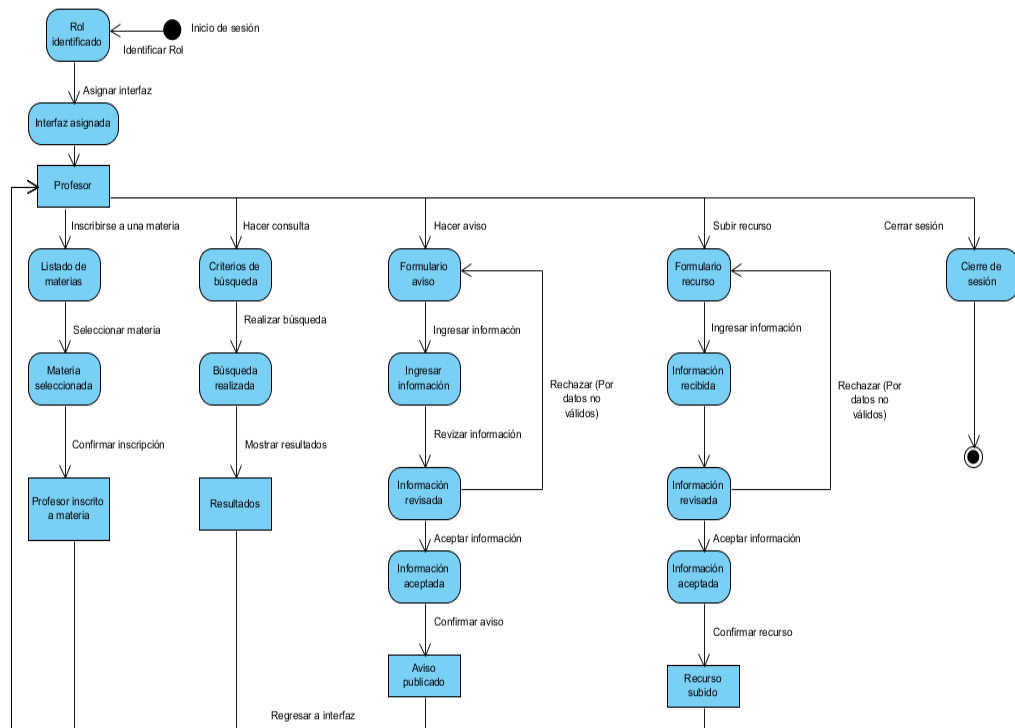 Rol
identificado
Inicio de sesión
Identificar Rol
Asignar interfaz
Interfaz asignada
Profesor
Inscribirse a una materia
Hacer consulta
Hacer aviso
Subir recurso
Cerrar sesión
Listado de
materias
Criterios de
búsqueda
Formulario
aviso
Formulario
recurso
Cierre de
sesión
Seleccionar materia
Realizar búsqueda
Ingresar informacón
Ingresar información
Materia
seleccionada
Búsqueda
realizada
Ingresar
información
Rechazar (Por
datos no
válidos)
Información
recibida
Rechazar (Por
datos no
válidos)
Confirmar inscripción
Mostrar resultados
Revizar información
Profesor inscrito
a materia
Resultados
Información
revisada
Información
revisada
Aceptar información
Aceptar información
Información
aceptada
Información
aceptada
Confirmar aviso
Confirmar recurso
Aviso
publicado
Recurso
subido
Regresar a interfaz